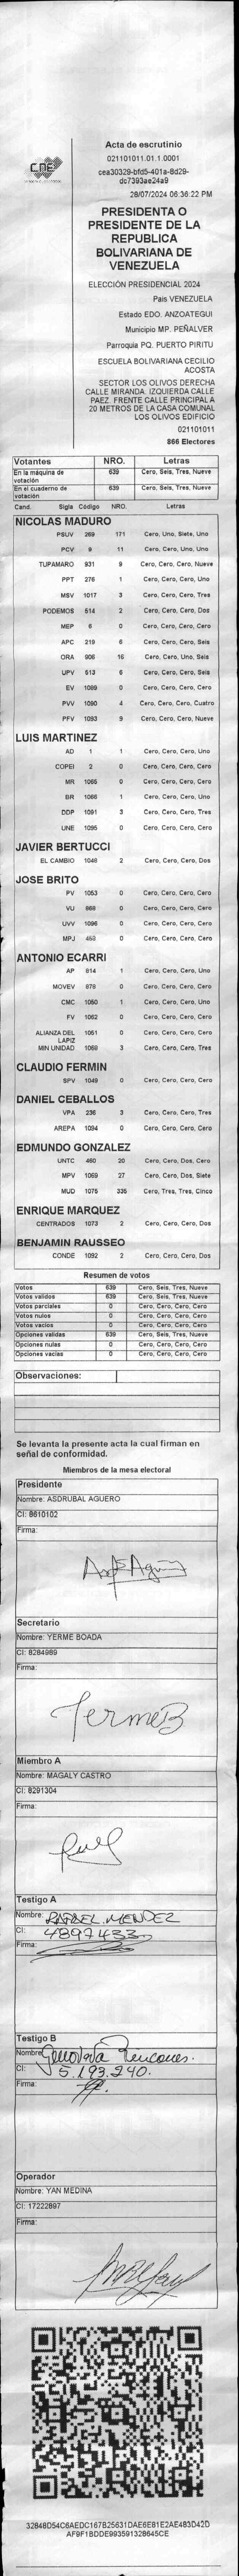 CNE
Acta de escrutinio
021101011.01.1.0001
cea30329-bfd5-401a-8d29-
dc7393ae24a9
28/07/2024 06:36:22 PM
PRESIDENTA O
PRESIDENTE DE LA
REPUBLICA
BOLIVARIANA DE
VENEZUELA
ELECCIÓN PRESIDENCIAL 2024
Pais VENEZUELA
Estado EDO. ANZOATEGUI
Municipio MP. PEÑALVER
Parroquia PQ. PUERTO PIRITU
ESCUELA BOLIVARIANA CECILIO
ACOSTA
SECTOR LOS OLIVOS DERECHA
CALLE MIRANDA. IZQUIERDA CALLE
PAEZ. FRENTE CALLE PRINCIPAL A
20 METROS DE LA CASA COMUNAL
LOS OLIVOS EDIFICIO
021101011
866 Electores
Votantes NRO. Letras
En la máquina de votación 639 Cero, Seis, Tres, Nueve
En el cuaderno de votación 639 Cero, Seis, Tres, Nueve
Cand. Sigla Código NRO. Letras
NICOLAS MADURO
PSUV 269 171 Cero, Uno, Siete, Uno
PCV 9 11 Cero, Cero, Uno, Uno
TUPAMARO 931 9 Cero, Cero, Cero, Nueve
PPT 276 1 Cero, Cero, Cero, Uno
MSV 1017 3 Cero, Cero, Cero, Tres
PODEMOS 514 2 Cero, Cero, Cero, Dos
MEP 6 0 Cero, Cero, Cero, Cero
APC 219 6 Cero, Cero, Cero, Seis
ORA 906 16 Cero, Cero, Uno, Seis
UPV 513 6 Cero, Cero, Cero, Seis
EV 1089 0 Cero, Cero, Cero, Cero
PVV 1090 4 Cero, Cero, Cero, Cuatro
PFV 1093 9 Cero, Cero, Cero, Nueve
LUIS MARTINEZ
AD 1 1 Cero, Cero, Cero, Uno
COPEI 2 0 Cero, Cero, Cero, Cero
MR 1065 0 Cero, Cero, Cero, Cero
BR 1066 1 Cero, Cero, Cero, Uno
DDP 1091 3 Cero, Cero, Cero, Tres
UNE 1095 0 Cero, Cero, Cero, Cero
JAVIER BERTUCCI
EL CAMBIO 1048 2 Cero, Cero, Cero, Dos
JOSE BRITO
PV 1053 0 Cero, Cero, Cero, Cero
VU 868 0 Cero, Cero, Cero, Cero
UVV 1096 0 Cero, Cero, Cero, Cero
MPJ 458 0 Cero, Cero, Cero, Cero
ANTONIO ECARRI
AP 814 1 Cero, Cero, Cero, Uno
MOVEV 878 0 Cero, Cero, Cero, Cero
CMC 1050 1 Cero, Cero, Cero, Uno
FV 1062 0 Cero, Cero, Cero, Cero
ALIANZA DEL LAPIZ 1051 0 Cero, Cero, Cero, Cero
MIN UNIDAD 1068 3 Cero, Cero, Cero, Tres
CLAUDIO FERMIN
SPV 1049 0 Cero, Cero, Cero, Cero
DANIEL CEBALLOS
VPA 236 3 Cero, Cero, Cero, Tres
AREPA 1094 0 Cero, Cero, Cero, Cero
EDMUNDO GONZALEZ
UNTC 460 20 Cero, Cero, Dos, Cero
MPV 1069 27 Cero, Cero, Dos, Siete
MUD 1075 335 Cero, Tres, Tres, Cinco
ENRIQUE MARQUEZ
CENTRADOS 1073 2 Cero, Cero, Cero, Dos
BENJAMIN RAUSSEO
CONDE 1092 2 Cero, Cero, Cero, Dos
Resumen de votos
Votos 639 Cero, Seis, Tres, Nueve
Votos validos 639 Cero, Seis, Tres, Nueve
Votos parciales 0 Cero, Cero, Cero, Cero
Votos nulos 0 Cero, Cero, Cero, Cero
Votos vacios 0 Cero, Cero, Cero, Cero
Opciones validas 639 Cero, Seis, Tres, Nueve
Opciones nulas 0 Cero, Cero, Cero, Cero
Opciones vacias 0 Cero, Cero, Cero, Cero
Observaciones:
Se levanta la presente acta la cual firman en
señal de conformidad.
Miembros de la mesa electoral
Presidente
Nombre: ASDRUBAL AGUERO
CI: 8610102
Firma:
Secretario
Nombre: YERME BOADA
CI: 8284989
Firma:
YermeB
Miembro A
Nombre: MAGALY CASTRO
CI: 8291304
Firma:
Testigo A
Nombre: RAFAEL MENDEZ
CI: 4897433
Firma:
Testigo B
Nombre: Genoveva Rincones.
CI: 5.193.240.
Firma:
Operador
Nombre: YAN MEDINA
CI: 17222897
Firma:
32848D54C6AEDC167B25631DAE6E81E2AE483D42D
AF9F1BDDE993591328645CE